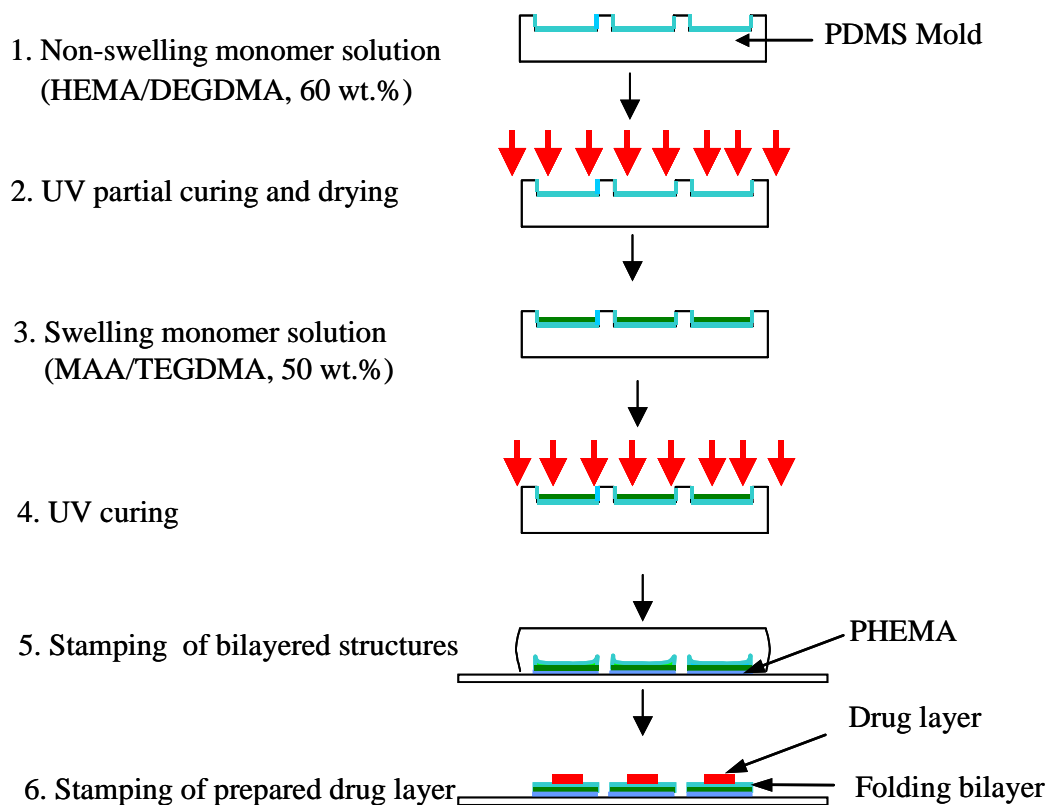 1. Non-swelling monomer solution
(HEMA/DEGDMA, 60 wt.%)
PDMS Mold
2. UV partial curing and drying
3. Swelling monomer solution
(MAA/TEGDMA, 50 wt.%)
4. UV curing
5. Stamping of bilayered structures
PHEMA
Drug layer
6. Stamping of prepared drug layer
Folding bilayer